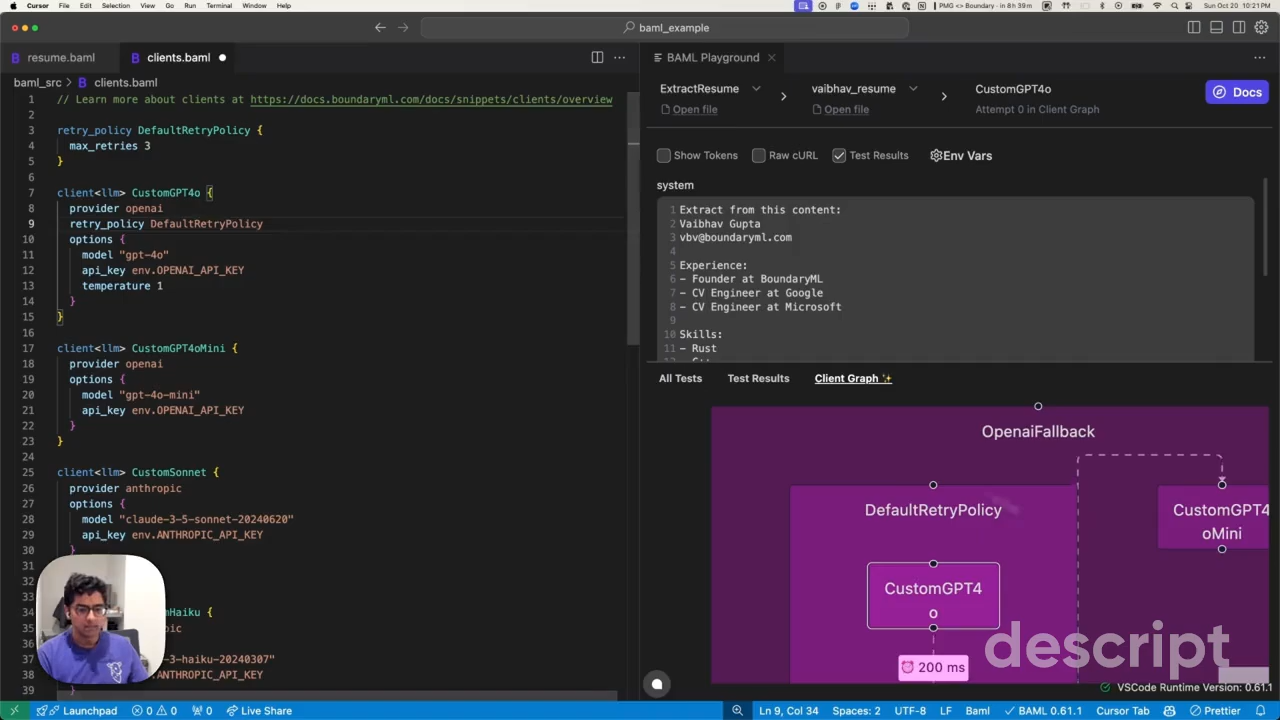 Cursor File Edit Selection View Go Run Terminal Window Help
PMG <> Boundary - in 8 h 39 m
Sun Oct 20 10:21 PM
baml_example
resume.baml
clients.baml
BAML Playground
baml_src > clients.baml
1 // Learn more about clients at https://docs.boundaryml.com/docs/snippets/clients/overview
2
3 retry_policy DefaultRetryPolicy {
4 max_retries 3
5 }
6
7 client<llm> CustomGPT4o {
8 provider openai
9 retry_policy DefaultRetryPolicy
10 options {
11 model "gpt-4o"
12 api_key env.OPENAI_API_KEY
13 temperature 1
14 }
15 }
16
17 client<llm> CustomGPT4oMini {
18 provider openai
19 options {
20 model "gpt-4o-mini"
21 api_key env.OPENAI_API_KEY
22 }
23 }
24
25 client<llm> CustomSonnet {
26 provider anthropic
27 options {
28 model "claude-3-5-sonnet-20240620"
29 api_key env.ANTHROPIC_API_KEY
30 }
31
32
33
34 mHaiku {
35 pic
36
37 -3-haiku-20240307"
38 .ANTHROPIC_API_KEY
39 }
ExtractResume
Open file
vaibhav_resume
Open file
CustomGPT4o
Attempt 0 in Client Graph
Docs
Show Tokens
Raw cURL
Test Results
Env Vars
system
1 Extract from this content:
2 Vaibhav Gupta
3 vbv@boundaryml.com
4
5 Experience:
6 - Founder at BoundaryML
7 - CV Engineer at Google
8 - CV Engineer at Microsoft
9
10 Skills:
11 - Rust
All Tests
Test Results
Client Graph ✨
OpenaiFallback
DefaultRetryPolicy
CustomGPT4
o
CustomGPT4
oMini
⏰ 200 ms
descript
VSCode Runtime Version: 0.61.1
Launchpad
0 0
0
Live Share
Ln 9, Col 34
Spaces: 2
UTF-8
LF
Baml
BAML 0.61.1
Cursor Tab
Prettier